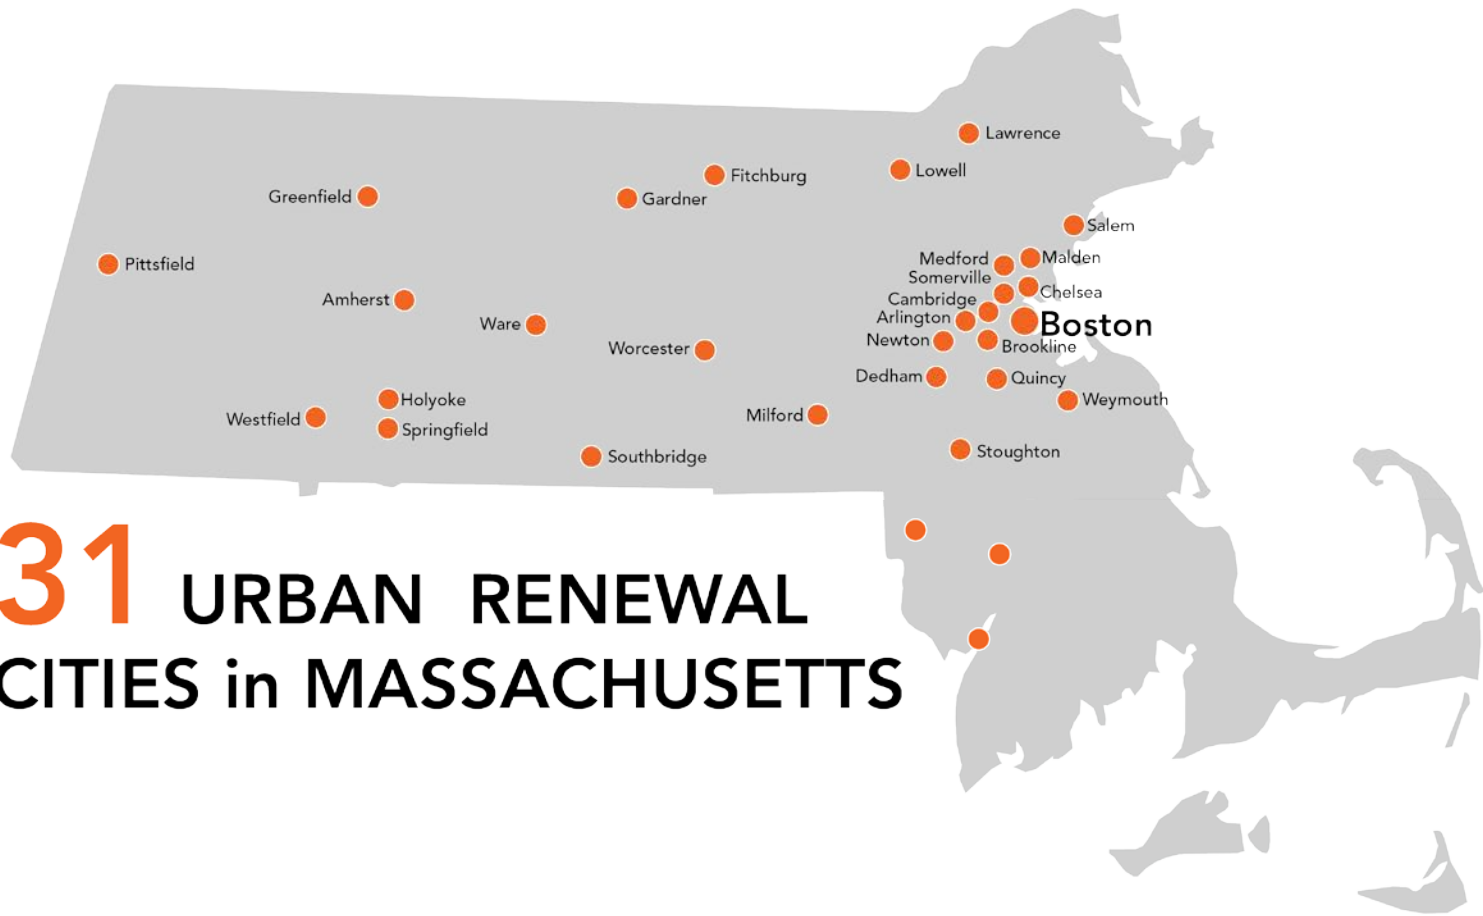 Lawrence
Lowell
Fitchburg
Greenfield
Gardner
Salem
Medford
Malden
Pittsfield
Somerville
Chelsea
Amherst
Cambridge
Arlington
Ware
Boston
Newton
Brookline
Worcester
Dedham
Quincy
Holyoke
Weymouth
Westfield
Milford
Springfield
Stoughton
Southbridge
31 URBAN RENEWAL
CITIES in MASSACHUSETTS